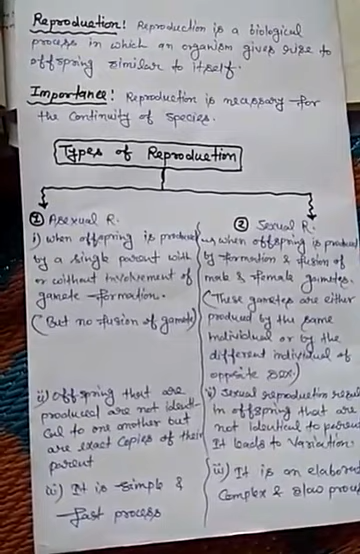 Reproduction! Reproduction is a biological
process in which an organism gives rise to
offspring similar to itself.
Importance! Reproduction is neassary for
the Continuity of Species.
Types of Reproduction
① Asexual R.
i) when offspring is produced
by a single parent with
or without involvement of
gamete formation.
(But no fusion of gamete)
ii) Offspring that are
produced are not identi-
cal to one another but
are exact copies of their
parent
iii) It is simple &
fast process
② Sexual R.
when offspring is produced
by formation & fusion of
male & female gametes.
(These gametes are either
produced by the same
individual or by the
different individual of
opposite sex.)
ii) Sexual reproduction resul
in offspring that are
not identical to parents
It leads to Variation.
iii) It is an elaborat
Complex & slow proc